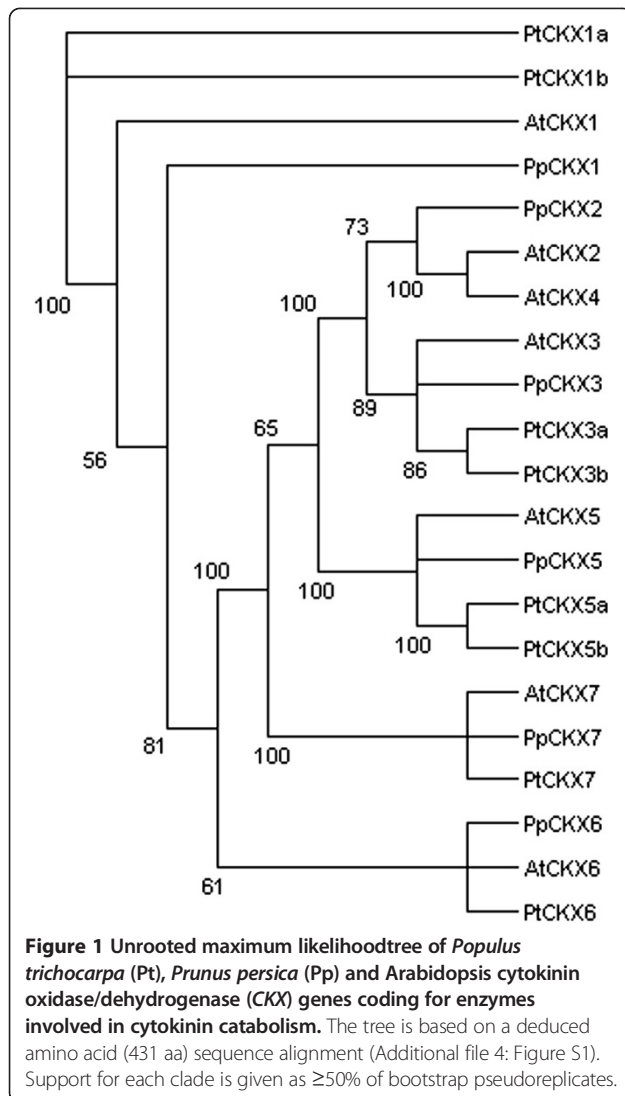 PtCKX1a
PtCKX1b
AtCKX1
PpCKX1
PpCKX2
73
AtCKX2
100
AtCKX4
100
100
AtCKX3
PpCKX3
89
65
PtCKX3a
56
86
PtCKX3b
AtCKX5
PpCKX5
100
100
PtCKX5a
100
PtCKX5b
AtCKX7
81
100
PpCKX7
PtCKX7
PpCKX6
61
AtCKX6
PtCKX6
Figure 1 Unrooted maximum likelihoodtree of Populus
trichocarpa (Pt), Prunus persica (Pp) and Arabidopsis cytokinin
oxidase/dehydrogenase (CKX) genes coding for enzymes
involved in cytokinin catabolism. The tree is based on a deduced
amino acid (431 aa) sequence alignment (Additional file 4: Figure S1).
Support for each clade is given as ≥50% of bootstrap pseudoreplicates.